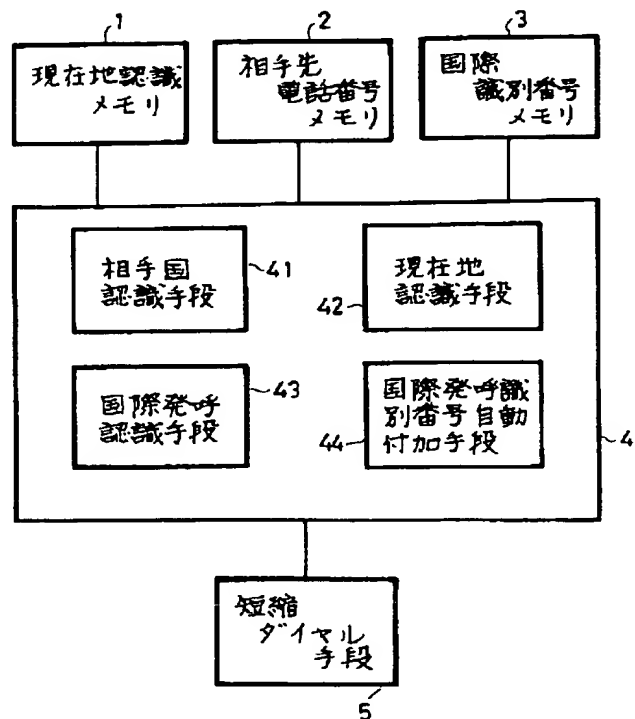 1
現在地認識
メモリ
2
相手先
電話番号
メモリ
3
国際
識別番号
メモリ
相手国
認識手段
41
現在地
認識手段
42
国際発呼
認識手段
43
国際発呼識
別番号自動
付加手段
44
4
短縮
ダイヤル
手段
5